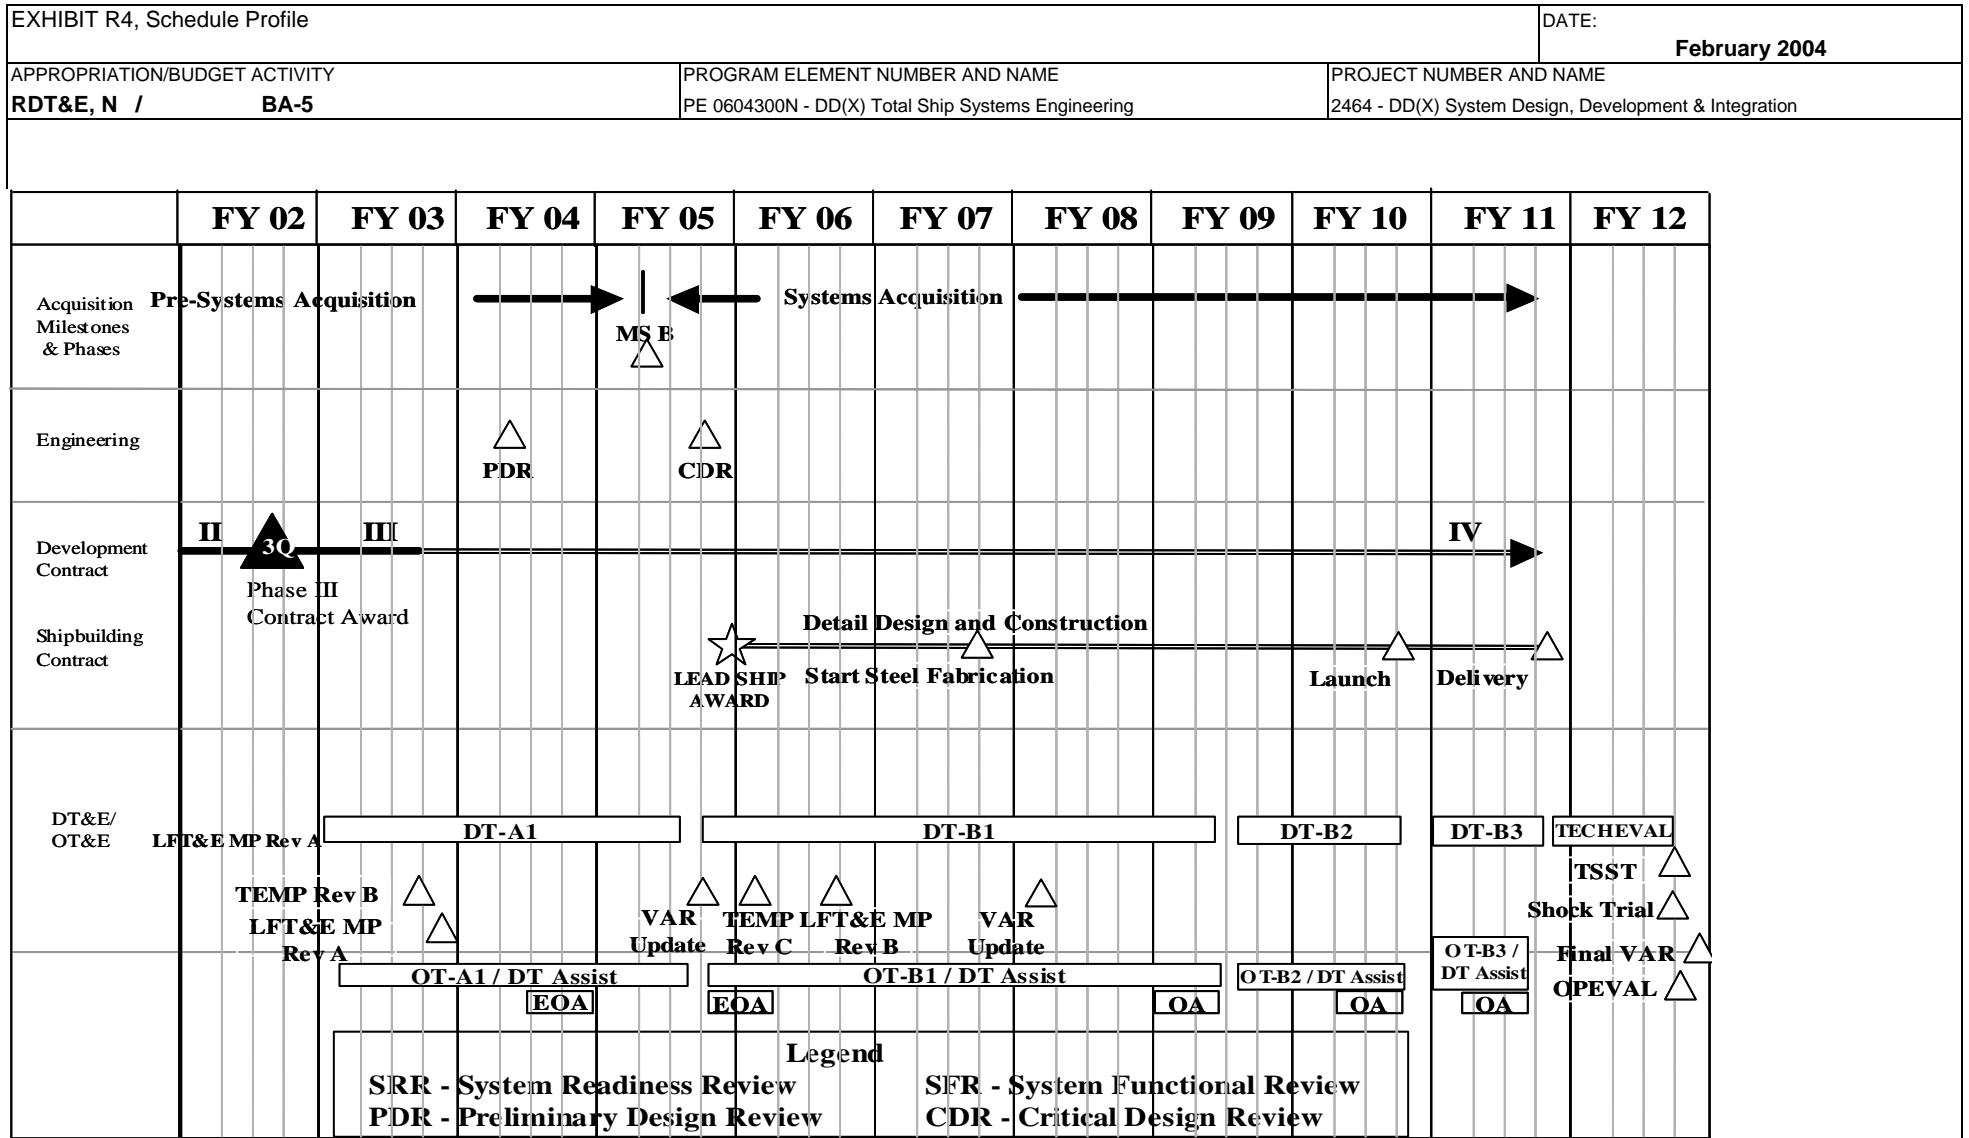 EXHIBIT R4, Schedule Profile
DATE:
February 2004
APPROPRIATION/BUDGET ACTIVITY
PROGRAM ELEMENT NUMBER AND NAME
PROJECT NUMBER AND NAME
RDT&E, N / BA-5
PE 0604300N - DD(X) Total Ship Systems Engineering
2464 - DD(X) System Design, Development & Integration
FY 02 FY 03 FY 04 FY 05 FY 06 FY 07 FY 08 FY 09 FY 10 FY 11 FY 12
Acquisition
Milestones
& Phases
Pre-Systems Acquisition
Systems Acquisition
MS B
Engineering
PDR
CDR
Development
Contract
II
3Q
III
IV
Phase III
Contract Award
Shipbuilding
Contract
Detail Design and Construction
LEAD SHIP
AWARD
Start Steel Fabrication
Launch
Delivery
DT&E/
OT&E
LFT&E MP Rev A
DT-A1
DT-B1
DT-B2
DT-B3
TECHEVAL
TSST
TEMP Rev B
LFT&E MP
Rev A
VAR
Update
TEMP
Rev C
LFT&E MP
Rev B
VAR
Update
Shock Trial
Final VAR
OPEVAL
OT-A1 / DT Assist
OT-B1 / DT Assist
OT-B2 / DT Assist
OT-B3 /
DT Assist
EOA
EOA
OA
OA
OA
Legend
SRR - System Readiness Review
SFR - System Functional Review
PDR - Preliminary Design Review
CDR - Critical Design Review